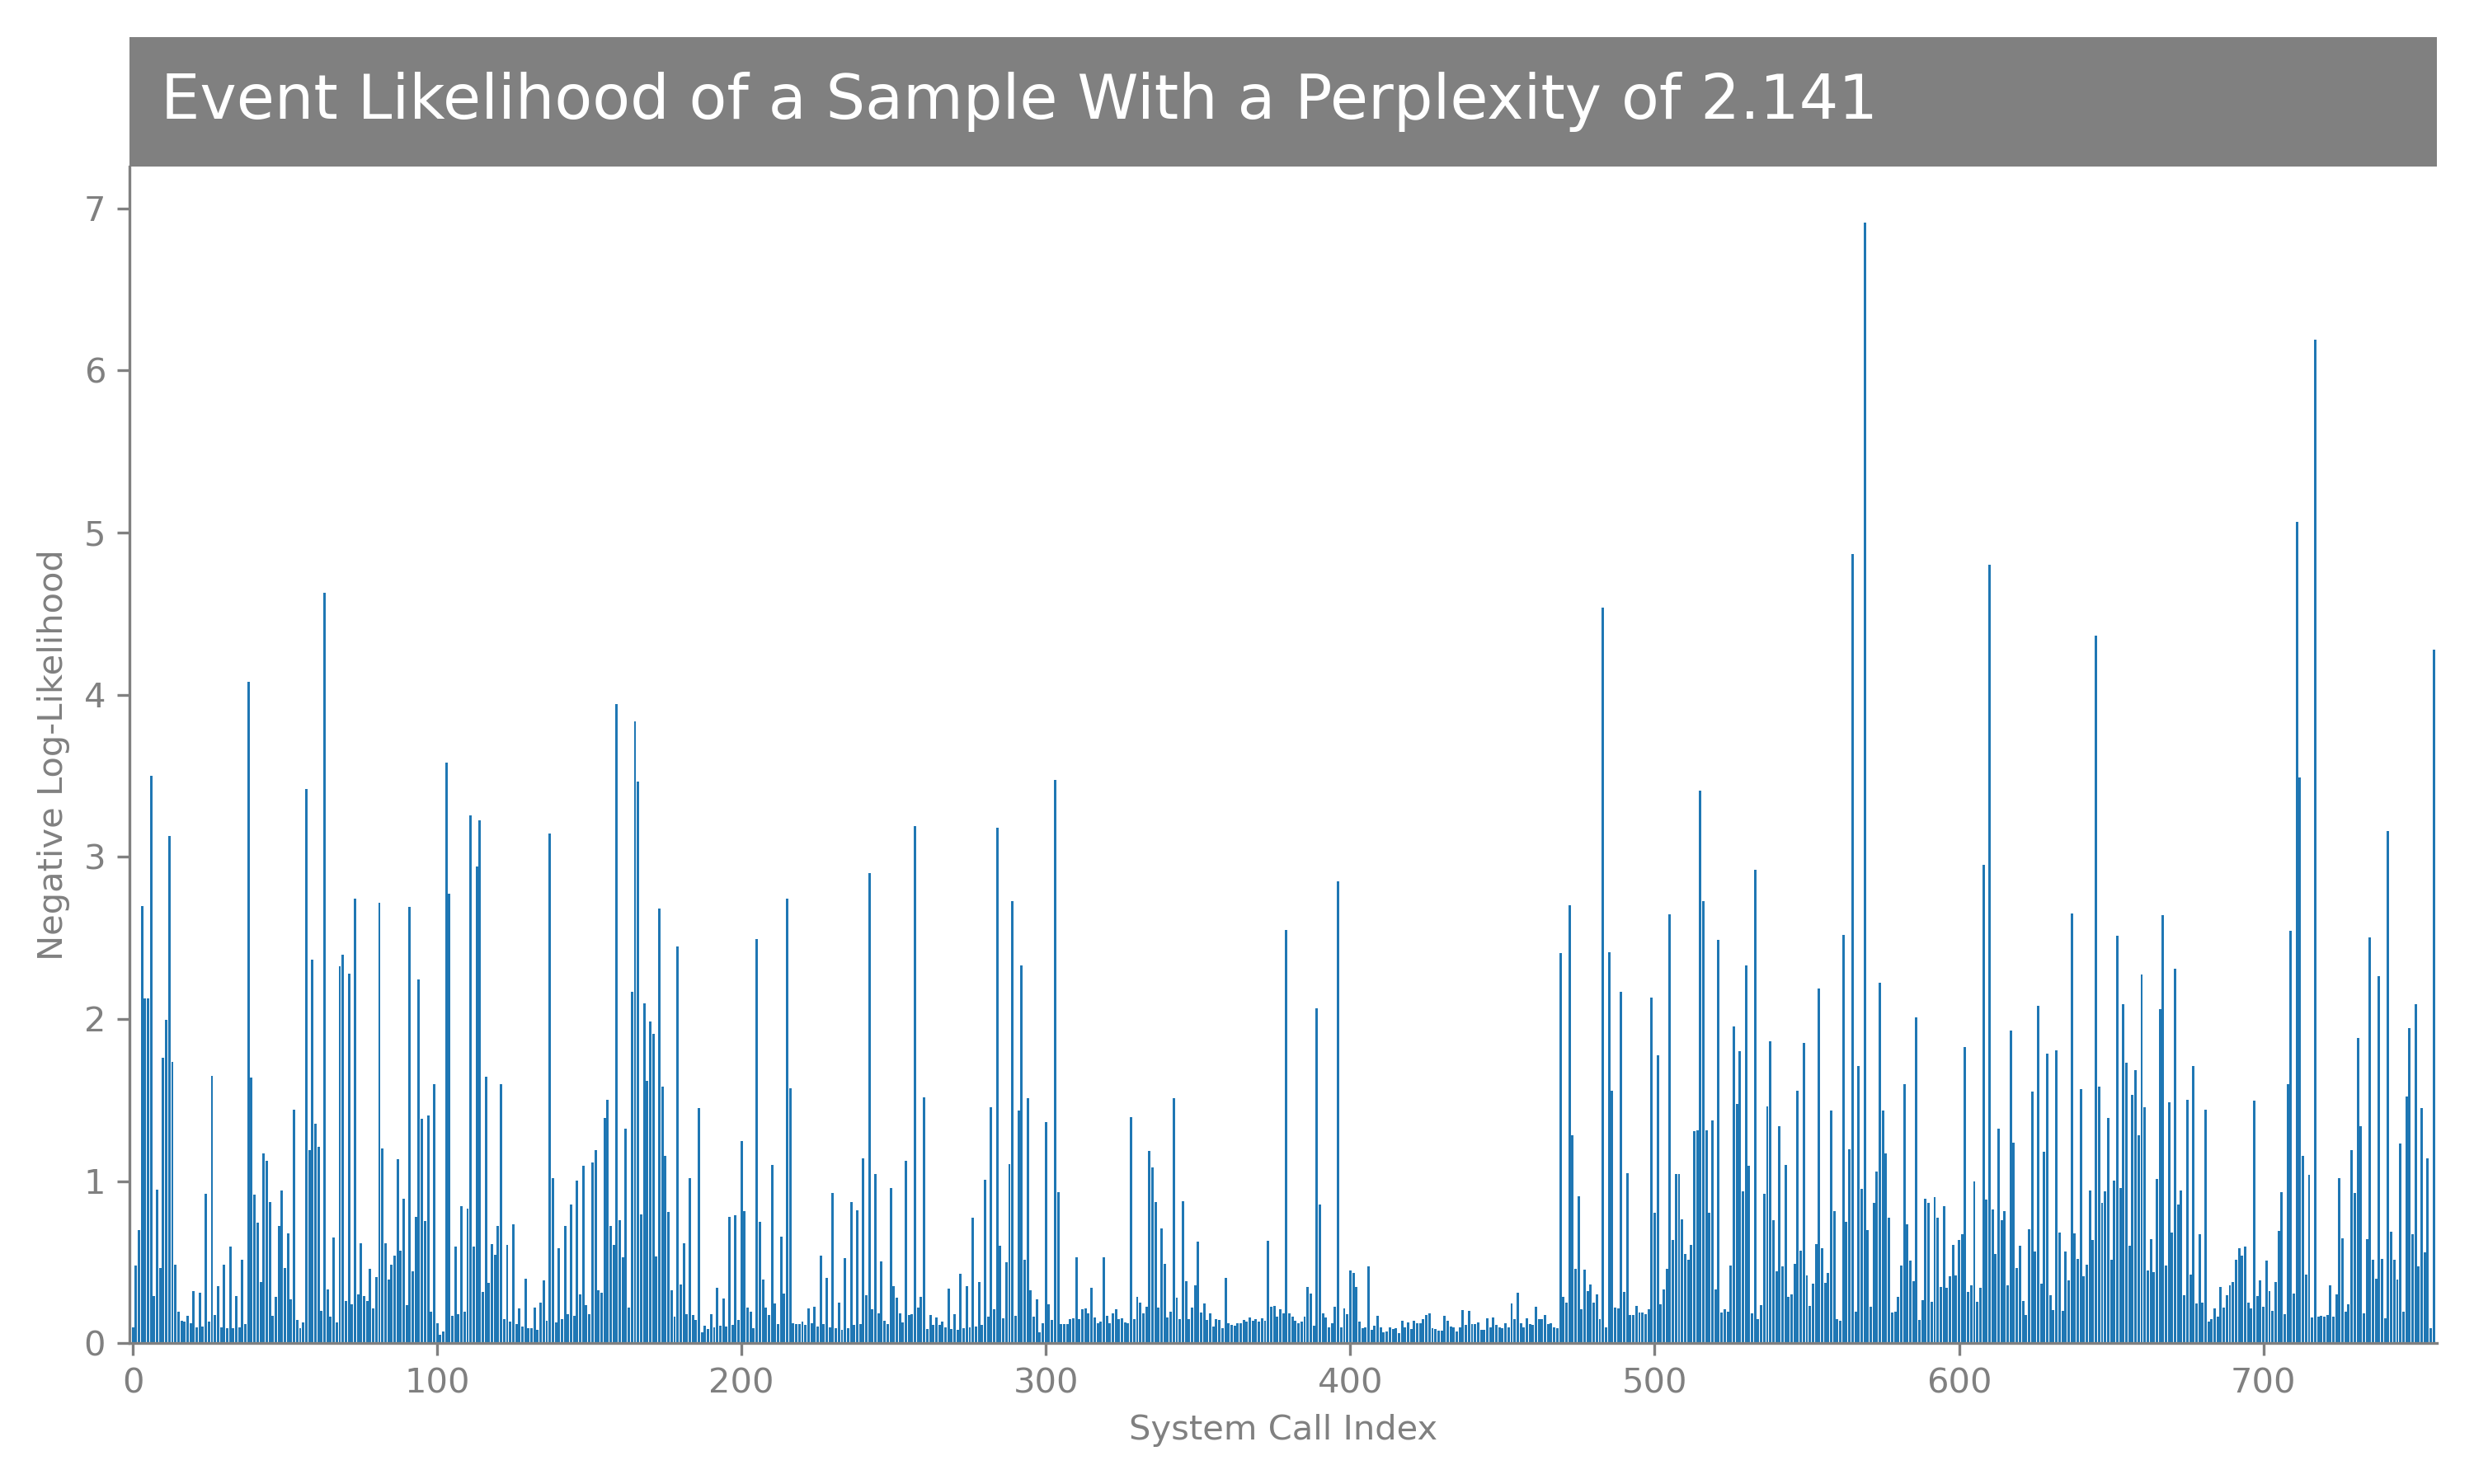 Event Likelihood of a Sample With a Perplexity of 2.141
7
6
5
4
3
2
1
0
Negative Log-Likelihood
0 100 200 300 400 500 600 700
System Call Index